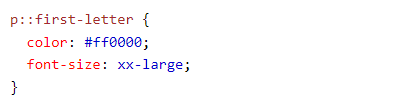 p::first-letter {
  color: #ff0000;
  font-size: xx-large;
}